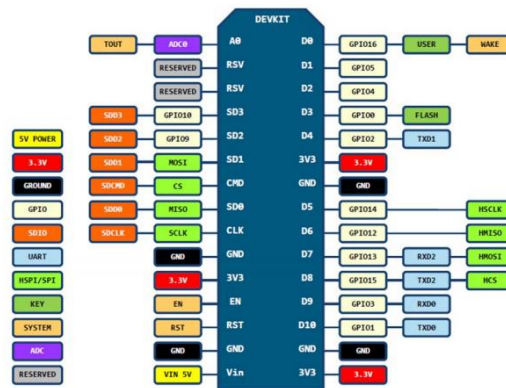 DEVKIT
TOUT ADC0 A0 D0 GPIO16 USER WAKE
RESERVED RSV D1 GPIO5
RESERVED RSV D2 GPIO4
SDD3 GPIO10 SD3 D3 GPIO0 FLASH
5V POWER SDD2 GPIO9 SD2 D4 GPIO2 TXD1
3.3V SDD1 MOSI SD1 3V3 3.3V
GROUND SDCMD CS CMD GND GND
GPIO SDD0 MISO SD0 D5 GPIO14 HSCLK
SDIO SDCLK SCLK CLK D6 GPIO12 HMISO
UART GND GND D7 GPIO13 RXD2 HMOSI
HSPI/SPI 3.3V 3V3 D8 GPIO15 TXD2 HCS
KEY EN EN D9 GPIO3 RXD0
SYSTEM RST RST D10 GPIO1 TXD0
ADC GND GND GND GND
RESERVED VIN 5V Vin 3V3 3.3V